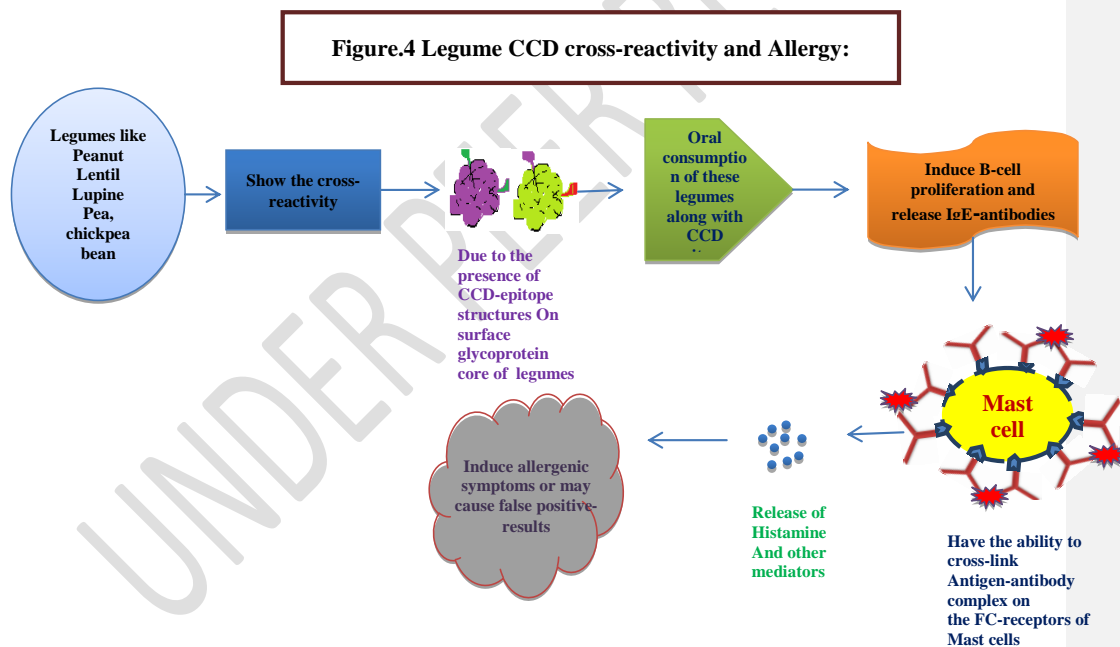 Figure.4 Legume CCD cross-reactivity and Allergy:
Legumes like
Peanut
Lentil
Lupine
Pea,
chickpea
bean
Show the cross-
reactivity
Due to the
presence of
CCD-epitope
structures On
surface
glycoprotein
core of legumes
Oral
consumptio
n of these
legumes
along with
CCD
Induce B-cell
proliferation and
release IgE-antibodies
Mast
cell
Have the ability to
cross-link
Antigen-antibody
complex on
the FC-receptors of
Mast cells
Release of
Histamine
And other
mediators
Induce allergenic
symptoms or may
cause false positive-
results
UNDER PEER